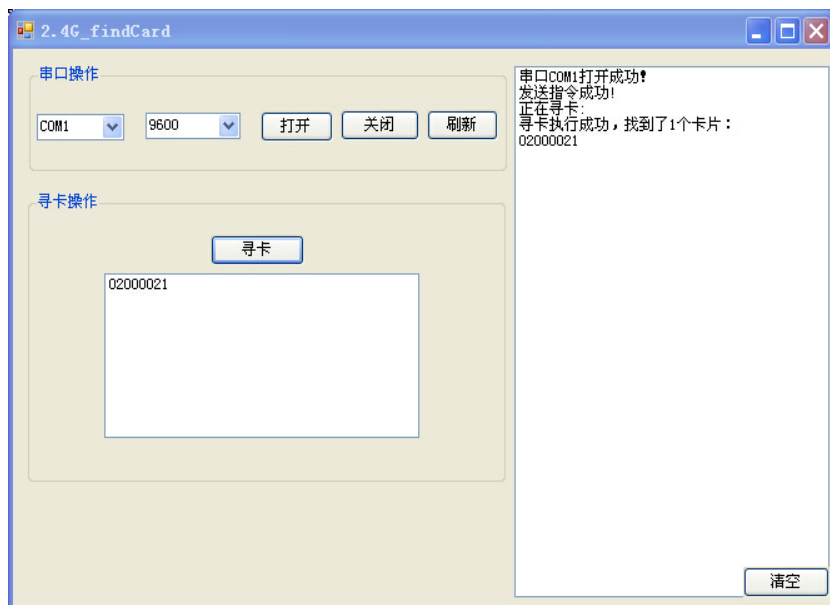 2.4G_findCard
串口操作
COM1
9600
打开
关闭
刷新
寻卡操作
寻卡
02000021
串口COM1打开成功!
发送指令成功!
正在寻卡:
寻卡执行成功，找到了1个卡片：
02000021
清空